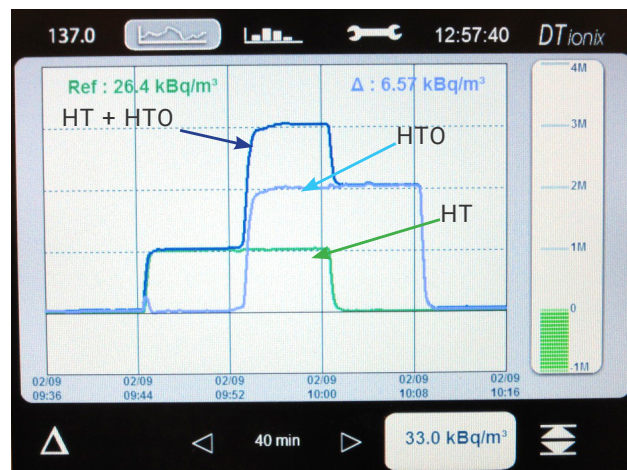 137.0 12:57:40 DTionix
Ref : 26.4 kBq/m³ Δ : 6.57 kBq/m³
HT + HTO
HTO
HT
4M
3M
2M
1M
0
-1M
02/09 02/09 02/09 02/09 02/09 02/09
09:36 09:44 09:52 10:00 10:08 10:16
Δ 40 min 33.0 kBq/m³